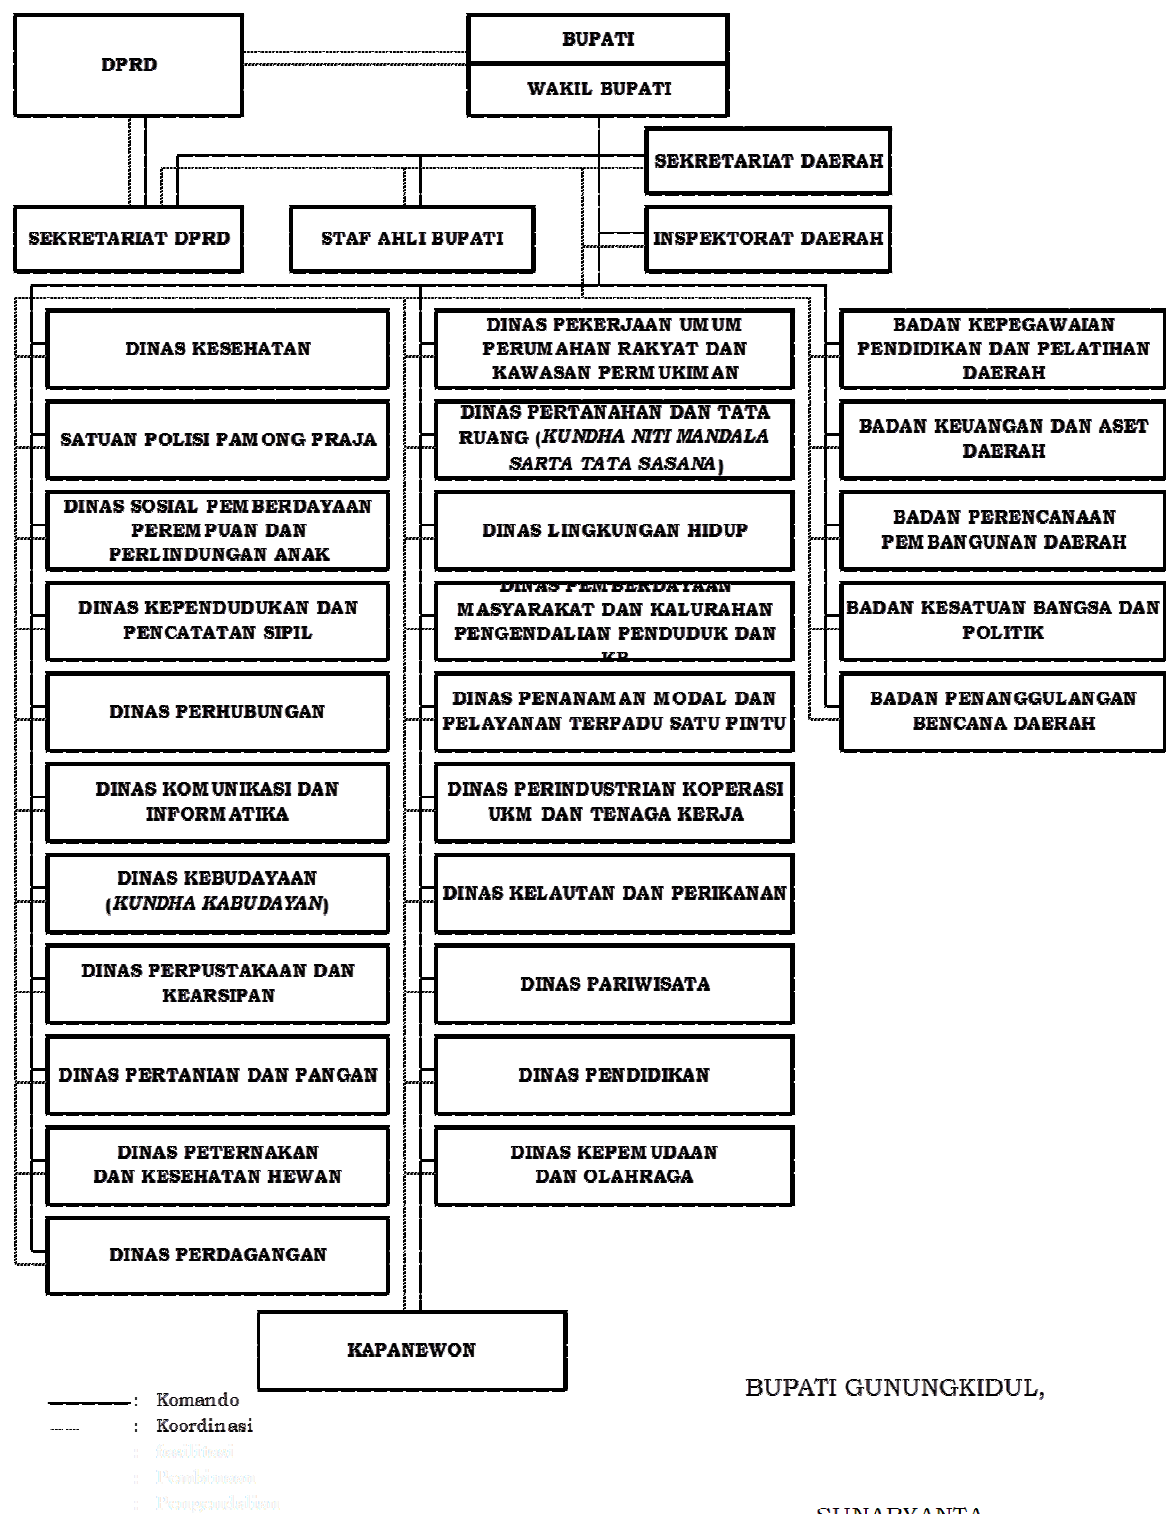 DPRD
BUPATI
WAKIL BUPATI
SEKRETARIAT DAERAH
SEKRETARIAT DPRD
STAF AHLI BUPATI
INSPEKTORAT DAERAH
DINAS KESEHATAN
SATUAN POLISI PAMONG PRAJA
DINAS SOSIAL PEMBERDAYAAN
PEREMPUAN DAN
PERLINDUNGAN ANAK
DINAS KEPENDUDUKAN DAN
PENCATATAN SIPIL
DINAS PERHUBUNGAN
DINAS KOMUNIKASI DAN
INFORMATIKA
DINAS KEBUDAYAAN
(KUNDHA KABUDAYAN)
DINAS PERPUSTAKAAN DAN
KEARSIPAN
DINAS PERTANIAN DAN PANGAN
DINAS PETERNAKAN
DAN KESEHATAN HEWAN
DINAS PERDAGANGAN
DINAS PEKERJAAN UMUM
PERUMAHAN RAKYAT DAN
KAWASAN PERMUKIMAN
DINAS PERTANAHAN DAN TATA
RUANG (KUNDHA NITI MANDALA
SARTA TATA SASANA)
DINAS LINGKUNGAN HIDUP
DINAS PEMBERDAYAAN
MASYARAKAT DAN KALURAHAN
PENGENDALIAN PENDUDUK DAN
KB
DINAS PENANAMAN MODAL DAN
PELAYANAN TERPADU SATU PINTU
DINAS PERINDUSTRIAN KOPERASI
UKM DAN TENAGA KERJA
DINAS KELAUTAN DAN PERIKANAN
DINAS PARIWISATA
DINAS PENDIDIKAN
DINAS KEPEMUDAAN
DAN OLAHRAGA
BADAN KEPEGAWAIAN
PENDIDIKAN DAN PELATIHAN
DAERAH
BADAN KEUANGAN DAN ASET
DAERAH
BADAN PERENCANAAN
PEMBANGUNAN DAERAH
BADAN KESATUAN BANGSA DAN
POLITIK
BADAN PENANGGULANGAN
BENCANA DAERAH
KAPANEWON
: Komando
: Koordinasi
BUPATI GUNUNGKIDUL,
SUNARYANTA